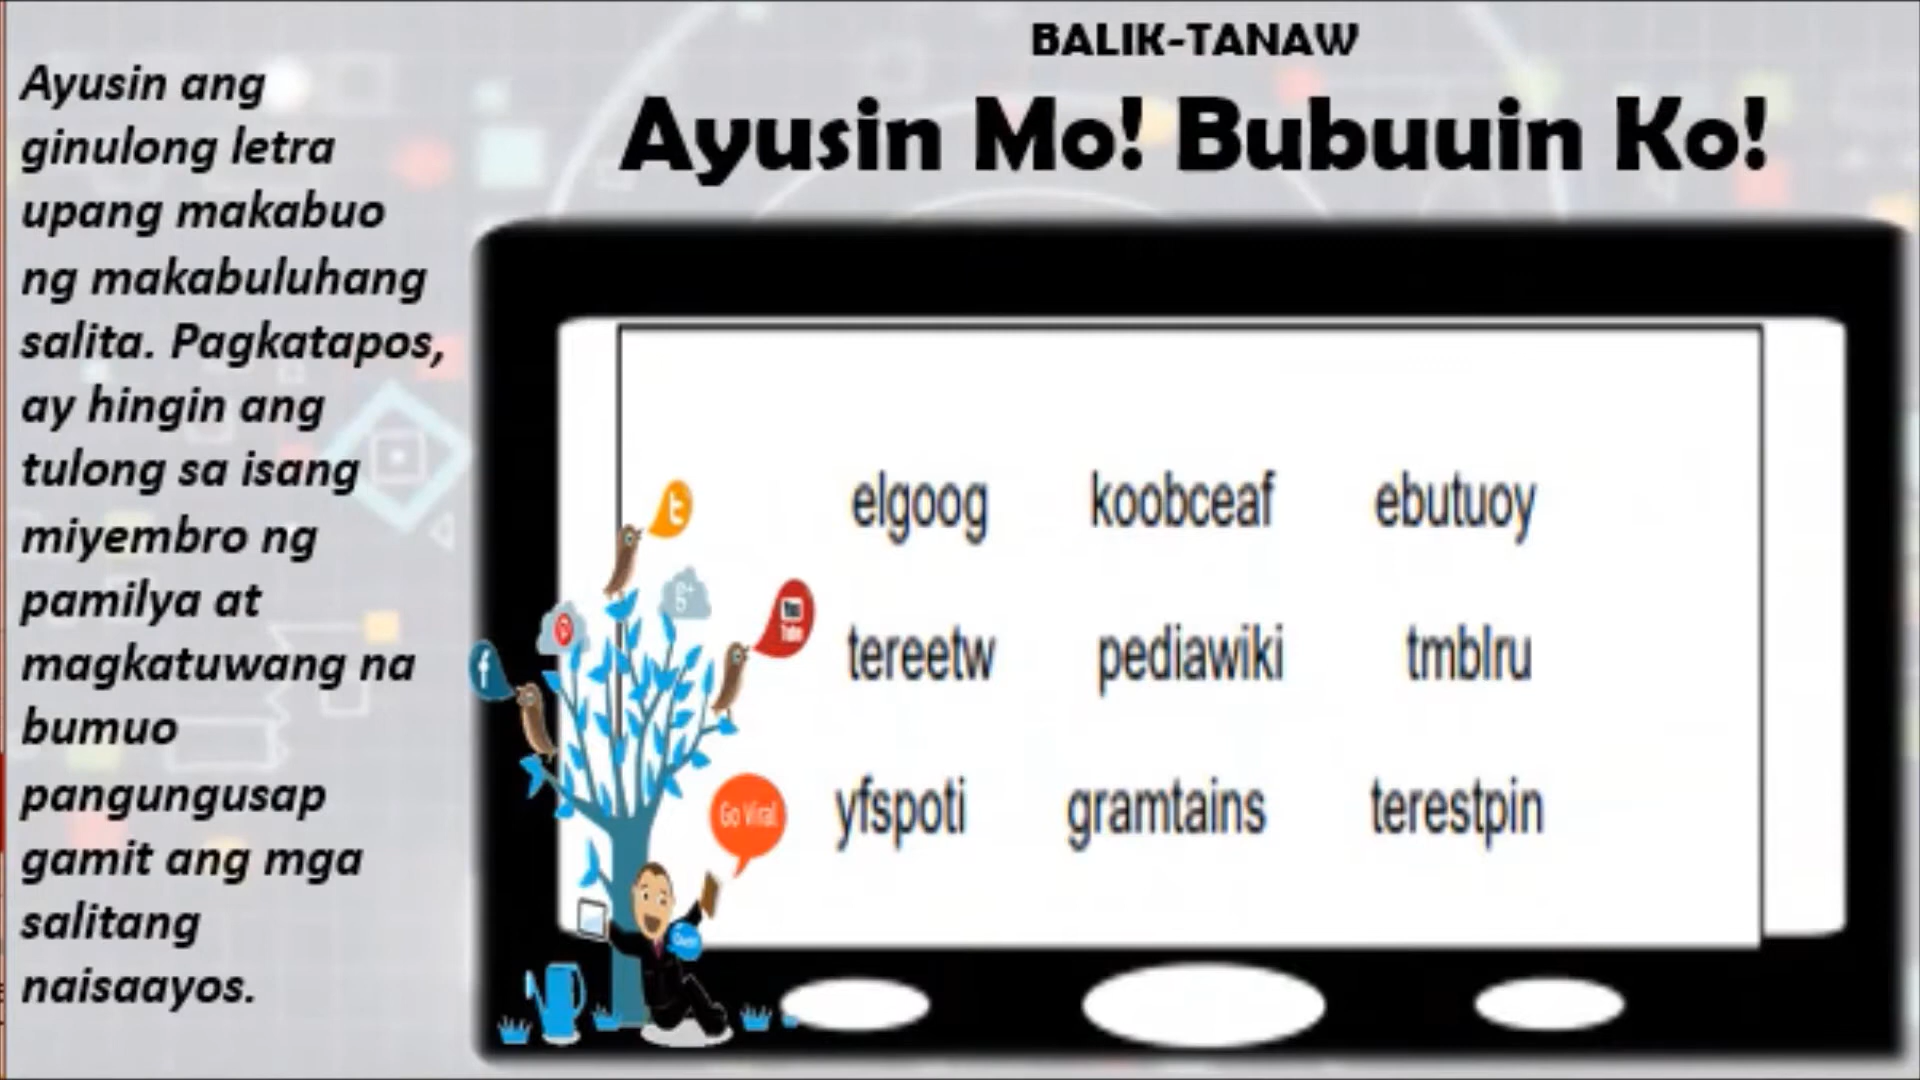 BALIK-TANAW
Ayusin Mo! Bubuuin Ko!
Ayusin ang
ginulong letra
upang makabuo
ng makabuluhang
salita. Pagkatapos,
ay hingin ang
tulong sa isang
miyembro ng
pamilya at
magkatuwang na
bumuo
pangungusap
gamit ang mga
salitang
naisaayos.
elgoog koobceaf ebutuoy
tereetw pediawiki tmblru
yfspoti gramtains terestpin
t
g+
You
Tube
f
Go Viral